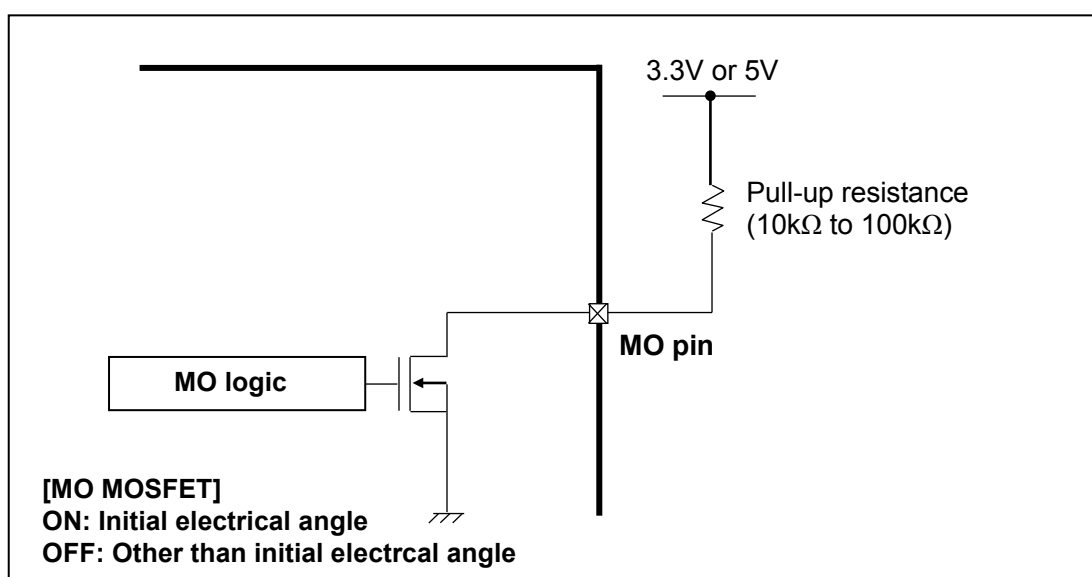 3.3V or 5V
Pull-up resistance
(10kΩ to 100kΩ)
MO pin
MO logic
[MO MOSFET]
ON: Initial electrical angle
OFF: Other than initial electrcal angle